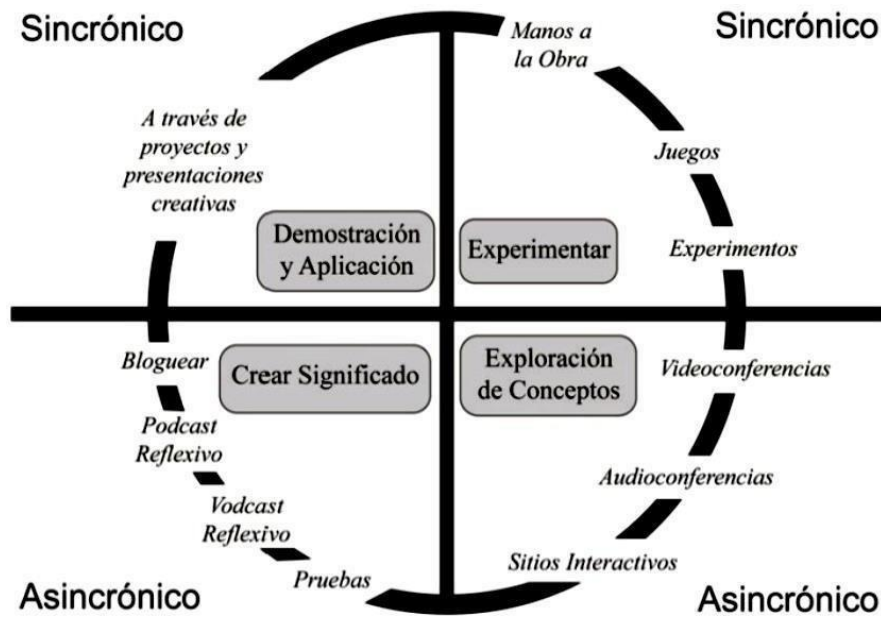 Sincrónico
Sincrónico
Manos a
la Obra
A través de
proyectos y
presentaciones
creativas
Juegos
Demostración
y Aplicación
Experimentar
Experimentos
Bloguear
Crear Significado
Exploración
de Conceptos
Videoconferencias
Podcast
Reflexivo
Audioconferencias
Vodcast
Reflexivo
Sitios Interactivos
Pruebas
Asincrónico
Asincrónico